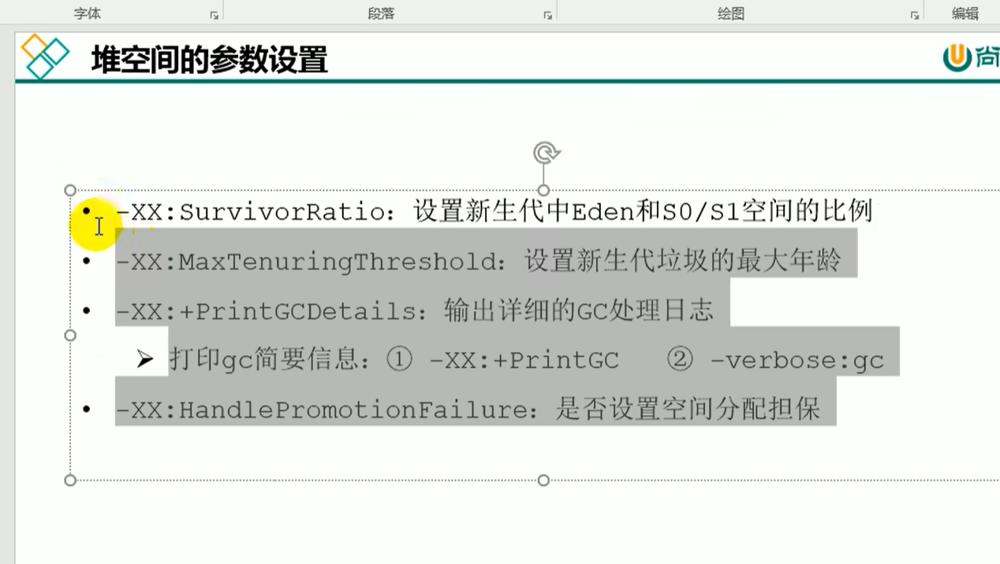 字体
段落
绘图
编辑
堆空间的参数设置
尚
• -XX:SurvivorRatio：设置新生代中Eden和S0/S1空间的比例
• -XX:MaxTenuringThreshold：设置新生代垃圾的最大年龄
• -XX:+PrintGCDetails：输出详细的GC处理日志
➢ 打印gc简要信息：① -XX:+PrintGC ② -verbose:gc
• -XX:HandlePromotionFailure：是否设置空间分配担保